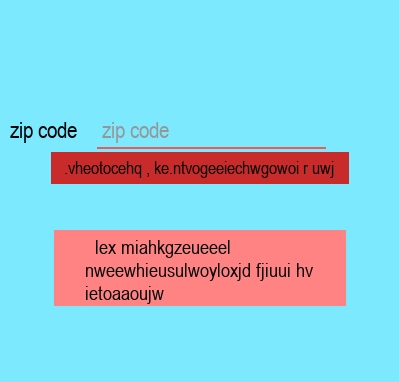 zip code zip code
.vheotocehq , ke.ntvogeeiechwgowoi r uwj
lex miahkgzeueeel
nweewhieusulwoyloxjd fjiuui hv
ietoaaoujw